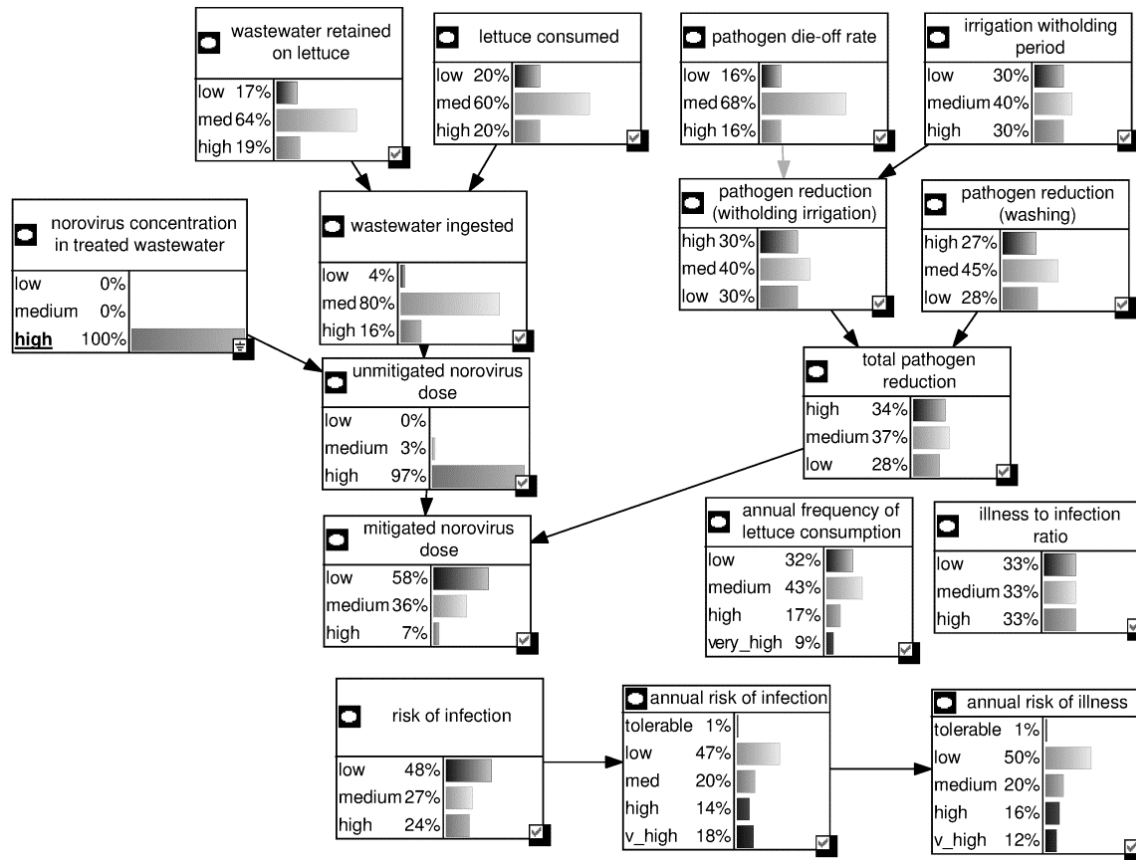 wastewater retained
on lettuce
low 17%
med 64%
high 19%
lettuce consumed
low 20%
med 60%
high 20%
pathogen die-off rate
low 16%
med 68%
high 16%
irrigation witholding
period
low 30%
medium 40%
high 30%
norovirus concentration
in treated wastewater
low 0%
medium 0%
high 100%
wastewater ingested
low 4%
med 80%
high 16%
pathogen reduction
(witholding irrigation)
high 30%
med 40%
low 30%
pathogen reduction
(washing)
high 27%
med 45%
low 28%
unmitigated norovirus
dose
low 0%
medium 3%
high 97%
total pathogen
reduction
high 34%
medium 37%
low 28%
mitigated norovirus
dose
low 58%
medium 36%
high 7%
annual frequency of
lettuce consumption
low 32%
medium 43%
high 17%
very_high 9%
illness to infection
ratio
low 33%
medium 33%
high 33%
risk of infection
low 48%
medium 27%
high 24%
annual risk of infection
tolerable 1%
low 47%
med 20%
high 14%
v_high 18%
annual risk of illness
tolerable 1%
low 50%
medium 20%
high 16%
v_high 12%